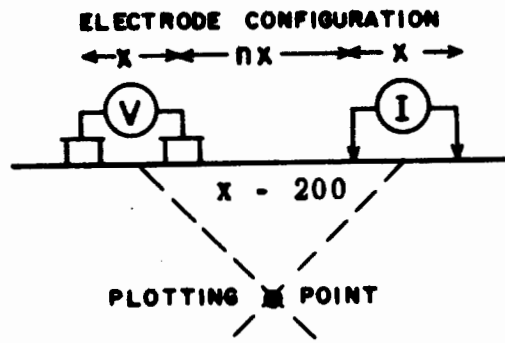 ELECTRODE CONFIGURATION
x nx x
V I
x - 200
PLOTTING POINT